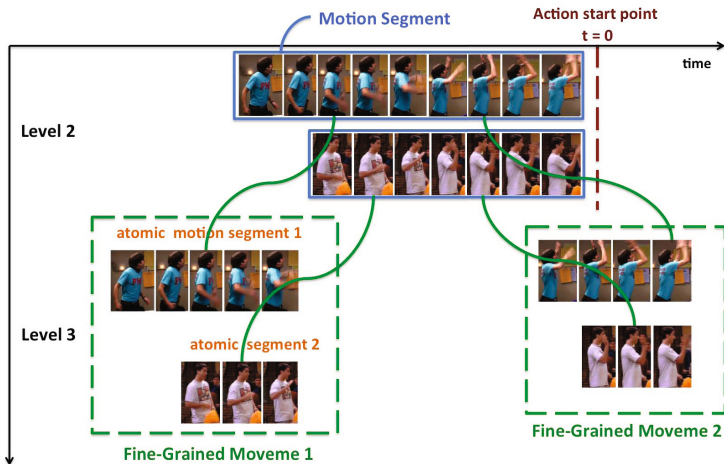 Motion Segment
Action start point
t = 0
time
Level 2
atomic motion segment 1
Level 3
atomic segment 2
Fine-Grained Moveme 1
Fine-Grained Moveme 2